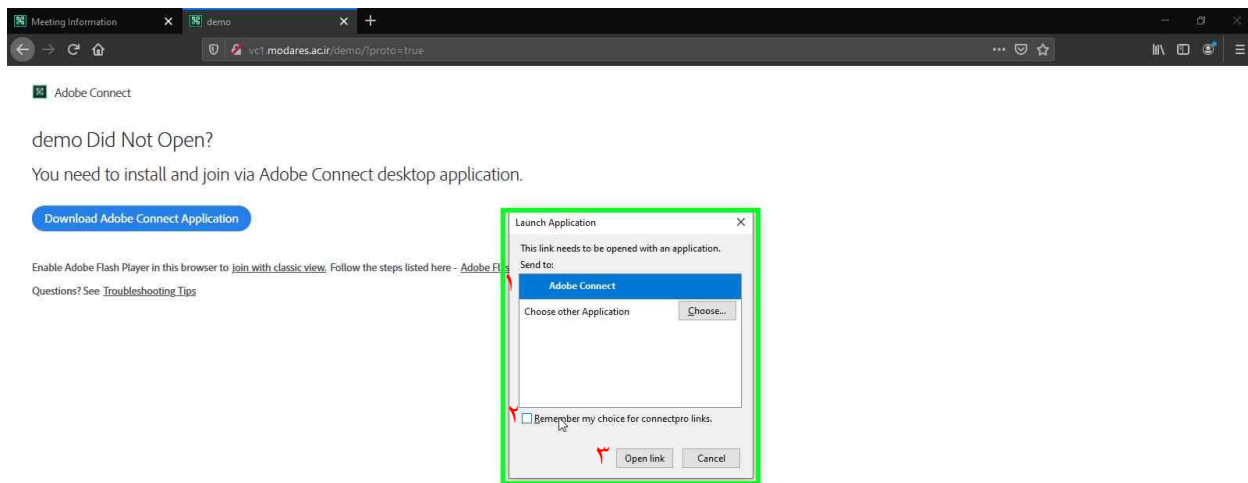 Meeting Information
demo
vc1.modares.ac.ir/demo/?proto=true
Adobe Connect
demo Did Not Open?
You need to install and join via Adobe Connect desktop application.
Download Adobe Connect Application
Enable Adobe Flash Player in this browser to join with classic view. Follow the steps listed here - Adobe Flas
Questions? See Troubleshooting Tips
Launch Application
This link needs to be opened with an application.
Send to:
۱ Adobe Connect
Choose other Application Choose...
۲ Remember my choice for connectpro links.
۳ Open link Cancel